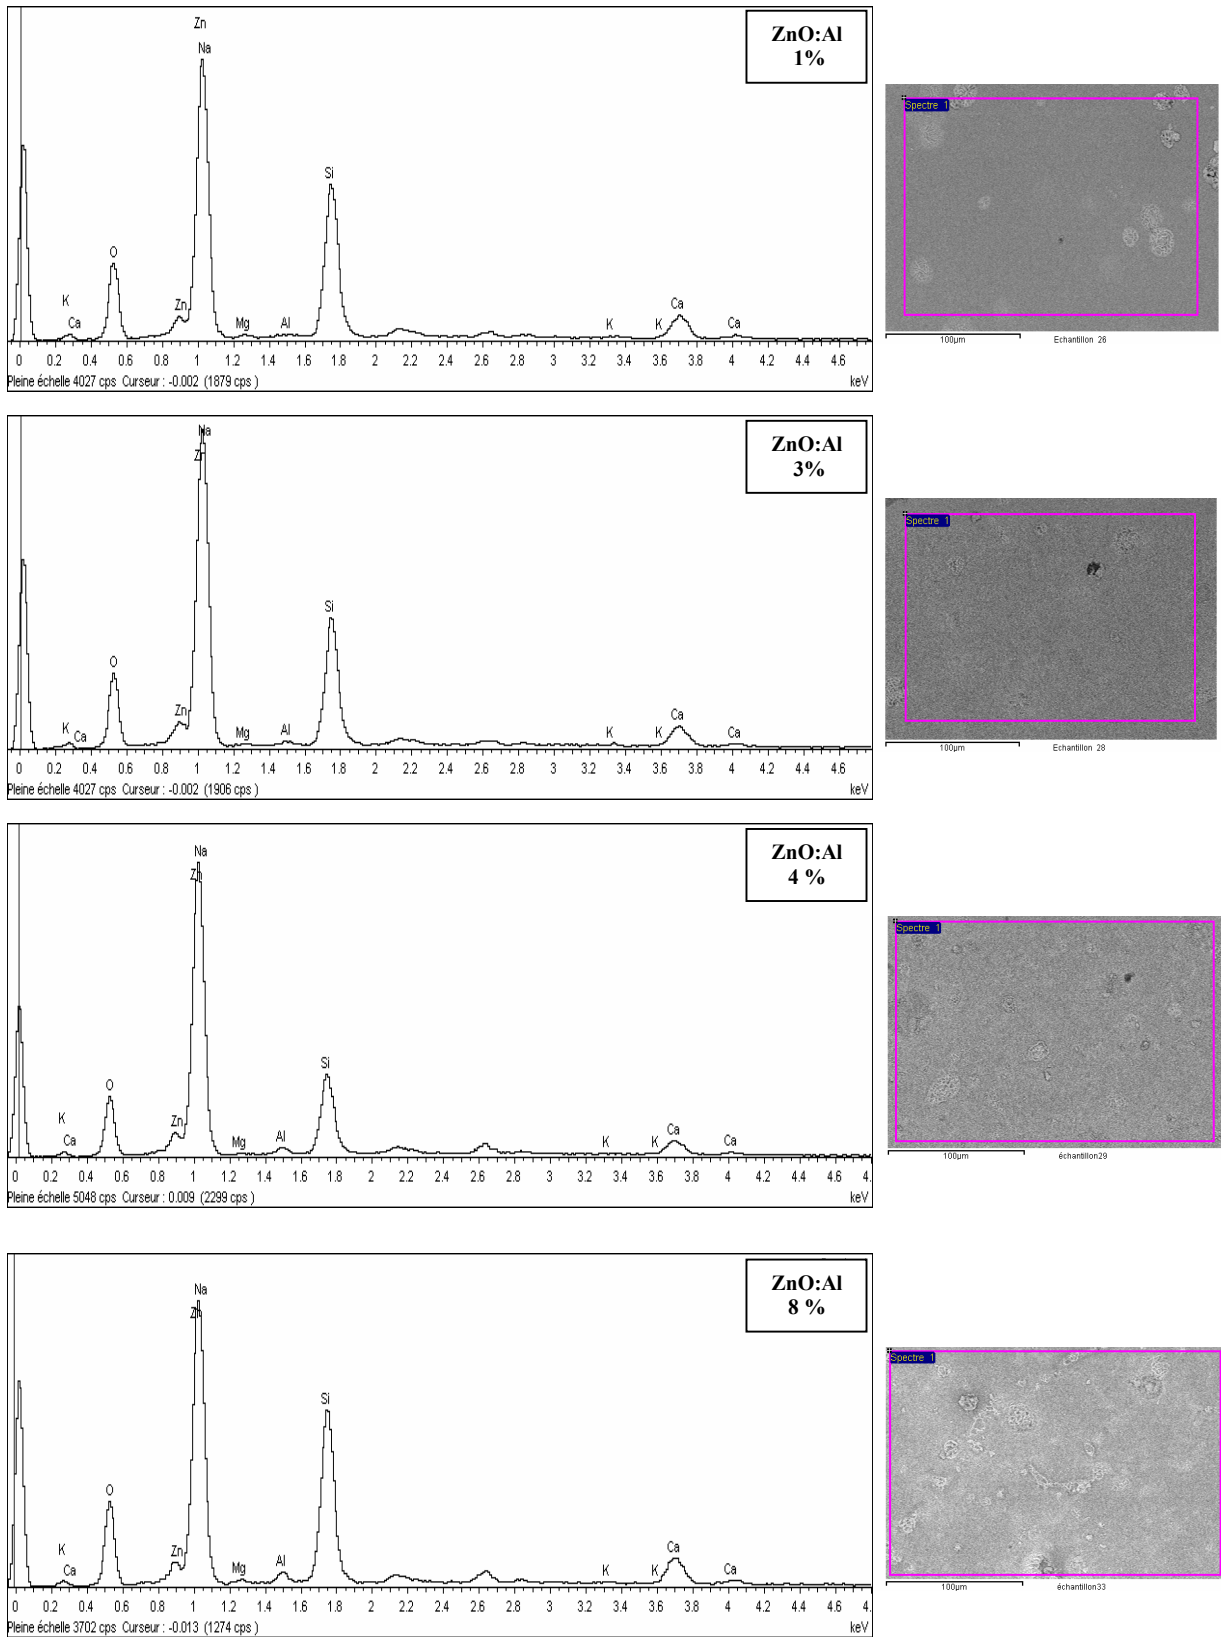 ZnO:Al
1%
Zn
Na
Si
O
K
Ca
Zn
Mg
Al
K
K
Ca
Ca
0 0.2 0.4 0.6 0.8 1 1.2 1.4 1.6 1.8 2 2.2 2.4 2.6 2.8 3 3.2 3.4 3.6 3.8 4 4.2 4.4 4.6
Pleine échelle 4027 cps Curseur : -0.002 (1879 cps )
keV
Spectre 1
100µm
Echantillon 26
ZnO:Al
3%
Na
Zn
Si
O
K
Ca
Zn
Mg
Al
K
K
Ca
Ca
0 0.2 0.4 0.6 0.8 1 1.2 1.4 1.6 1.8 2 2.2 2.4 2.6 2.8 3 3.2 3.4 3.6 3.8 4 4.2 4.4 4.6
Pleine échelle 4027 cps Curseur : -0.002 (1906 cps )
keV
Spectre 1
100µm
Echantillon 28
ZnO:Al
4 %
Na
Zn
Si
O
K
Ca
Zn
Mg
Al
K
K
Ca
Ca
0 0.2 0.4 0.6 0.8 1 1.2 1.4 1.6 1.8 2 2.2 2.4 2.6 2.8 3 3.2 3.4 3.6 3.8 4 4.2 4.4 4.6 4.
Pleine échelle 5048 cps Curseur : 0.009 (2299 cps )
keV
Spectre 1
100µm
échantillon29
ZnO:Al
8 %
Na
Zn
Si
O
K
Ca
Zn
Mg
Al
K
K
Ca
Ca
0 0.2 0.4 0.6 0.8 1 1.2 1.4 1.6 1.8 2 2.2 2.4 2.6 2.8 3 3.2 3.4 3.6 3.8 4 4.2 4.4 4.6 4.
Pleine échelle 3702 cps Curseur : -0.013 (1274 cps )
keV
Spectre 1
100µm
échantillon33